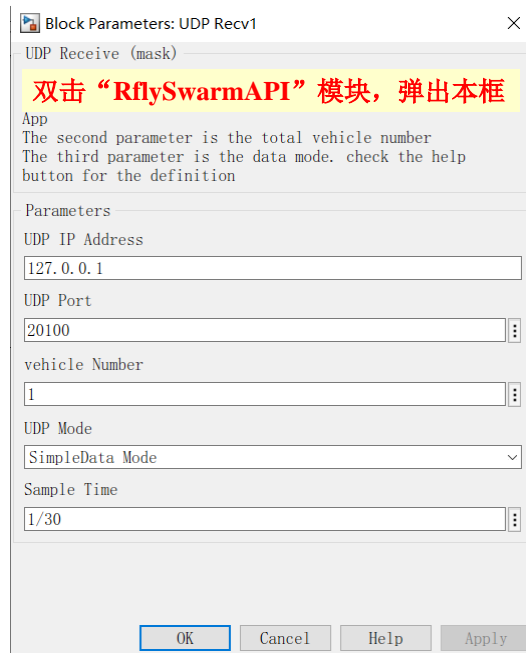 Block Parameters: UDP Recv1
UDP Receive (mask)
双击“RflySwarmAPI”模块，弹出本框
App
The second parameter is the total vehicle number
The third parameter is the data mode. check the help
button for the definition
Parameters
UDP IP Address
127.0.0.1
UDP Port
20100
vehicle Number
1
UDP Mode
SimpleData Mode
Sample Time
1/30
OK Cancel Help Apply